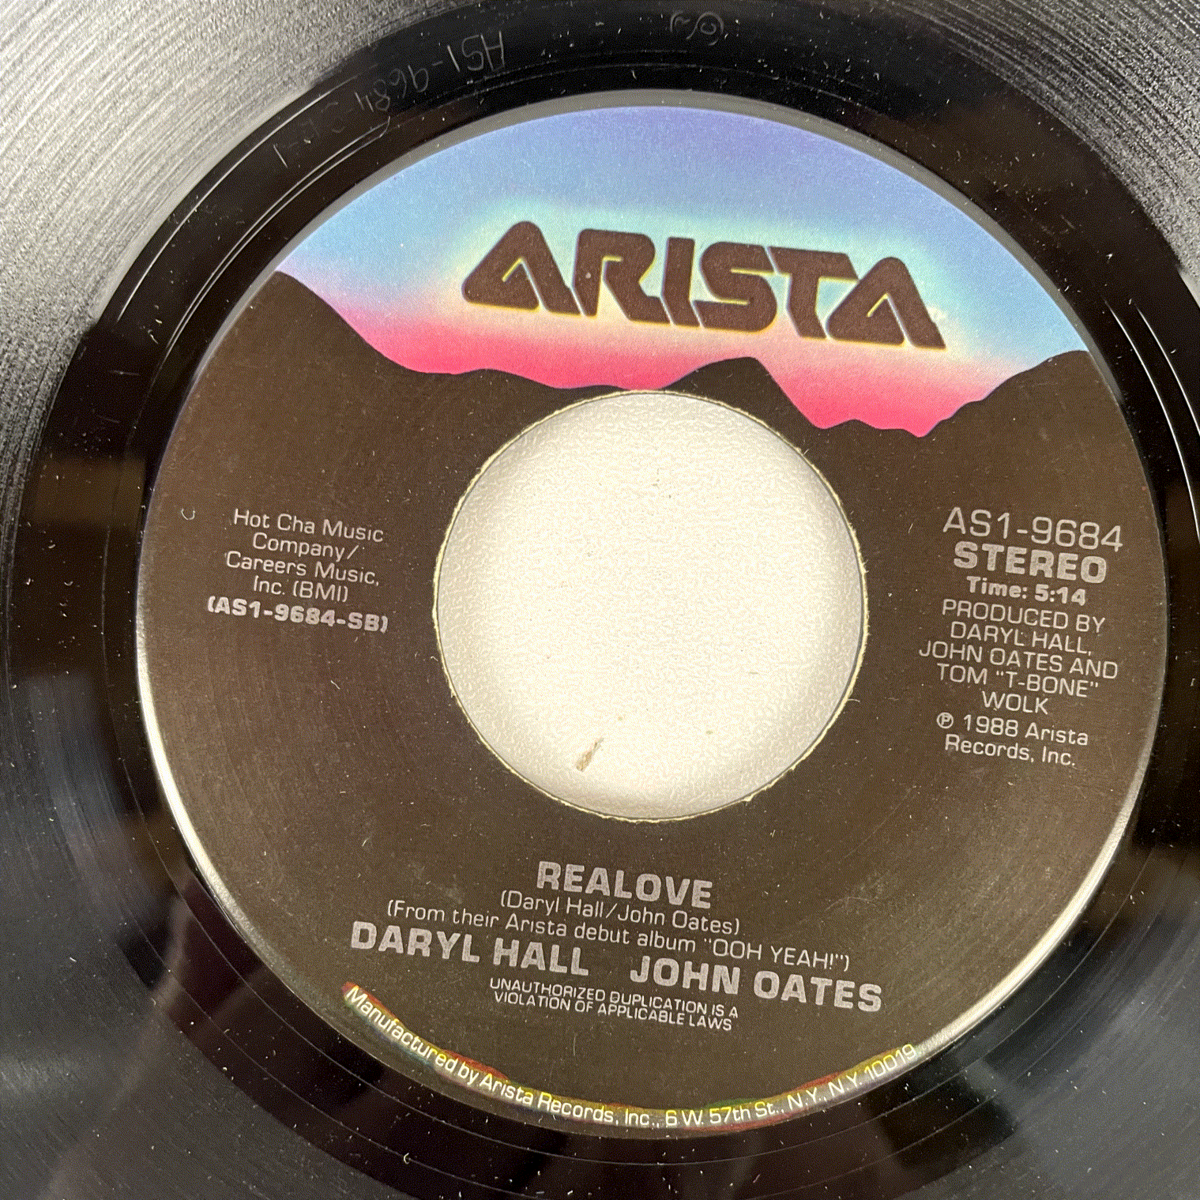 AS1-9684
ARISTA
Hot Cha Music
Company/
Careers Music,
Inc. (BMI)
(AS1-9684-SB)
AS1-9684
STEREO
Time: 5:14
PRODUCED BY
DARYL HALL,
JOHN OATES AND
TOM "T-BONE"
WOLK
℗ 1988 Arista
Records, Inc.
REALOVE
(Daryl Hall/John Oates)
(From their Arista debut album "OOH YEAH!")
DARYL HALL JOHN OATES
UNAUTHORIZED DUPLICATION IS A
VIOLATION OF APPLICABLE LAWS
Manufactured by Arista Records, Inc., 6 W. 57th St., N.Y., N.Y. 10019